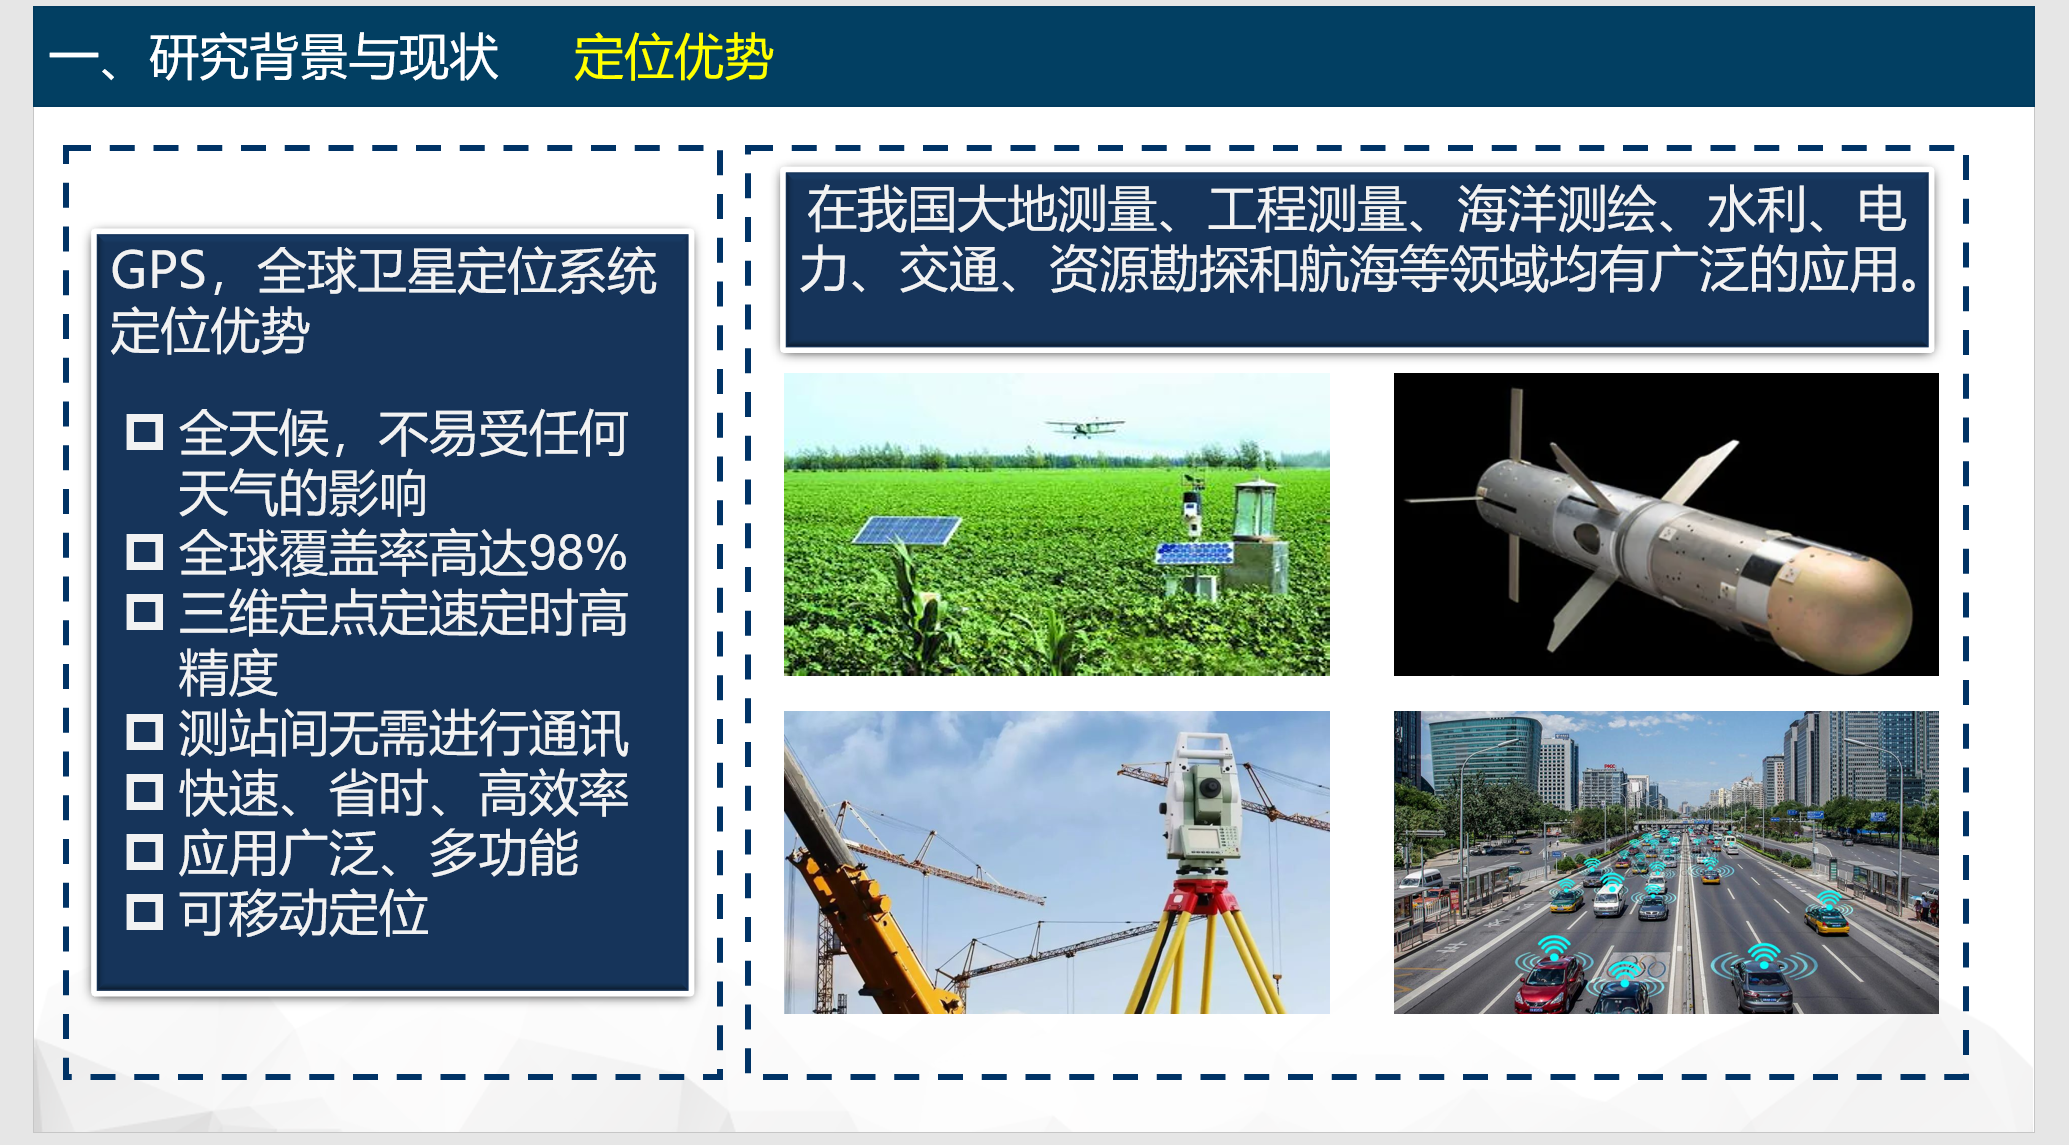 一、研究背景与现状 定位优势
GPS，全球卫星定位系统
定位优势
全天候，不易受任何
天气的影响
全球覆盖率高达98%
三维定点定速定时高
精度
测站间无需进行通讯
快速、省时、高效率
应用广泛、多功能
可移动定位
在我国大地测量、工程测量、海洋测绘、水利、电
力、交通、资源勘探和航海等领域均有广泛的应用。